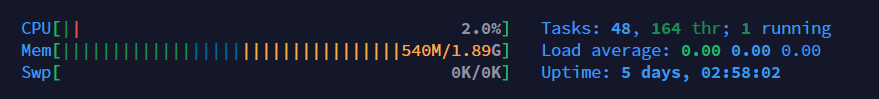 CPU[|| 2.0%] Tasks: 48, 164 thr; 1 running
Mem[||||||||||||||||||||||||||||||||||540M/1.89G] Load average: 0.00 0.00 0.00
Swp[ 0K/0K] Uptime: 5 days, 02:58:02